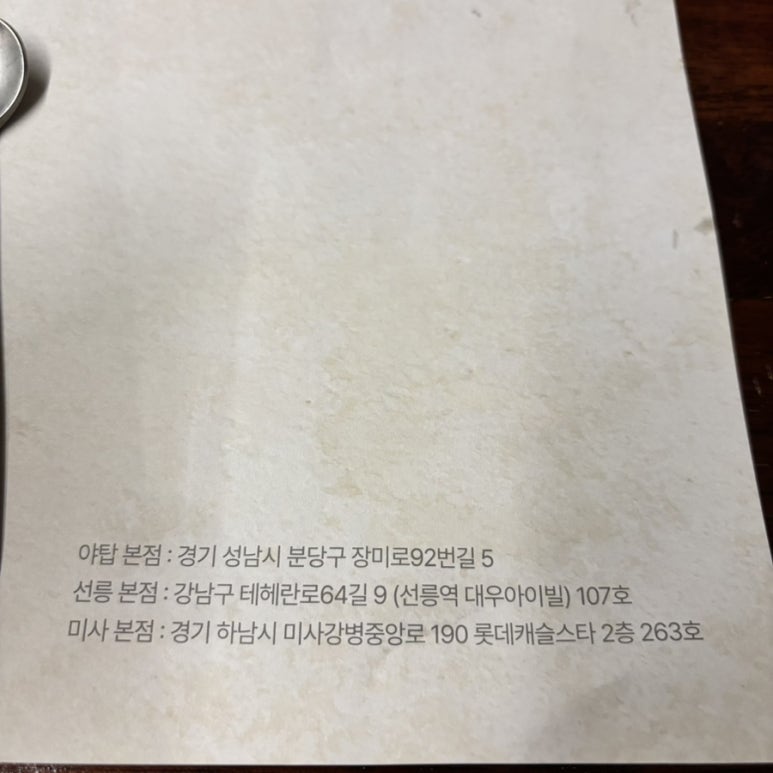 야탑 본점 : 경기 성남시 분당구 장미로92번길 5
선릉 본점 : 강남구 테헤란로64길 9 (선릉역 대우아이빌) 107호
미사 본점 : 경기 하남시 미사강병중앙로 190 롯데캐슬스타 2층 263호